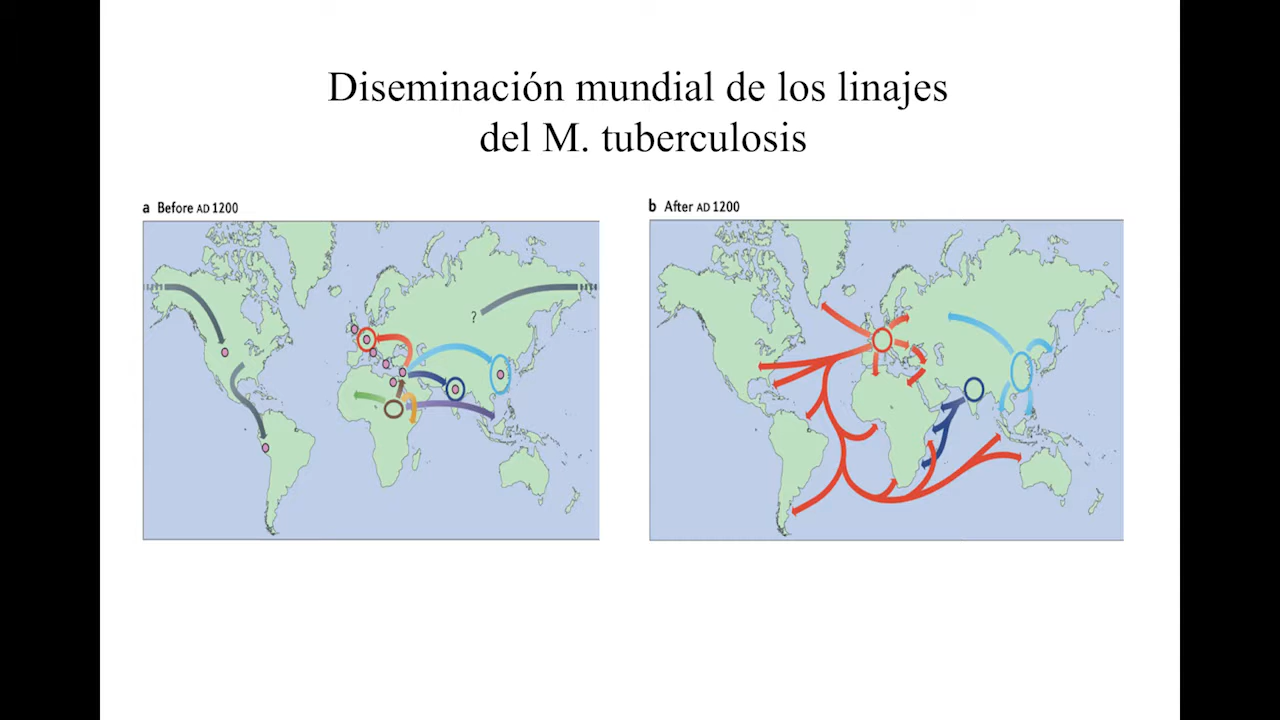 Diseminación mundial de los linajes
del M. tuberculosis
a Before AD 1200
b After AD 1200
?